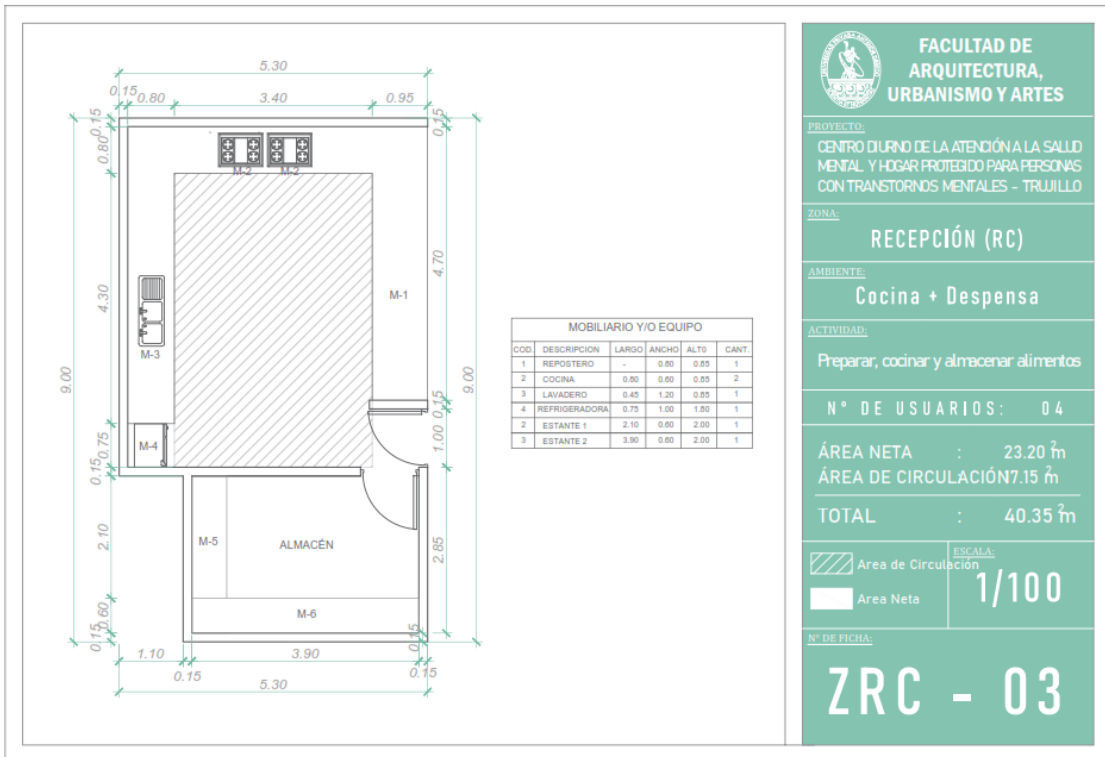 5.30
0.15
0.80
3.40
0.95
0.15
0.80
4.30
0.75
0.15
2.10
0.60
0.15
9.00
0.15
4.70
0.15
1.00
2.85
0.15
9.00
M-2
M-2
M-1
M-3
M-4
M-5
ALMACÉN
M-6
1.10
0.15
3.90
0.15
5.30
MOBILIARIO Y/O EQUIPO
COD. DESCRIPCION LARGO ANCHO ALTO CANT.
1 REPOSTERO - 0.60 0.85 1
2 COCINA 0.80 0.60 0.85 2
3 LAVADERO 0.45 1.20 0.85 1
4 REFRIGERADORA 0.75 1.00 1.80 1
2 ESTANTE 1 2.10 0.60 2.00 1
3 ESTANTE 2 3.90 0.60 2.00 1
FACULTAD DE
ARQUITECTURA,
URBANISMO Y ARTES
PROYECTO:
CENTRO DIURNO DE LA ATENCIÓN A LA SALUD
MENTAL Y HOGAR PROTEGIDO PARA PERSONAS
CON TRANSTORNOS MENTALES - TRUJILLO
ZONA:
RECEPCIÓN (RC)
AMBIENTE:
Cocina + Despensa
ACTIVIDAD:
Preparar, cocinar y almacenar alimentos
N° DE USUARIOS: 04
ÁREA NETA : 23.20 m2
ÁREA DE CIRCULACIÓN17.15 m2
TOTAL : 40.35 m2
Area de Circulación
Area Neta
ESCALA:
1/100
N° DE FICHA:
ZRC - 03